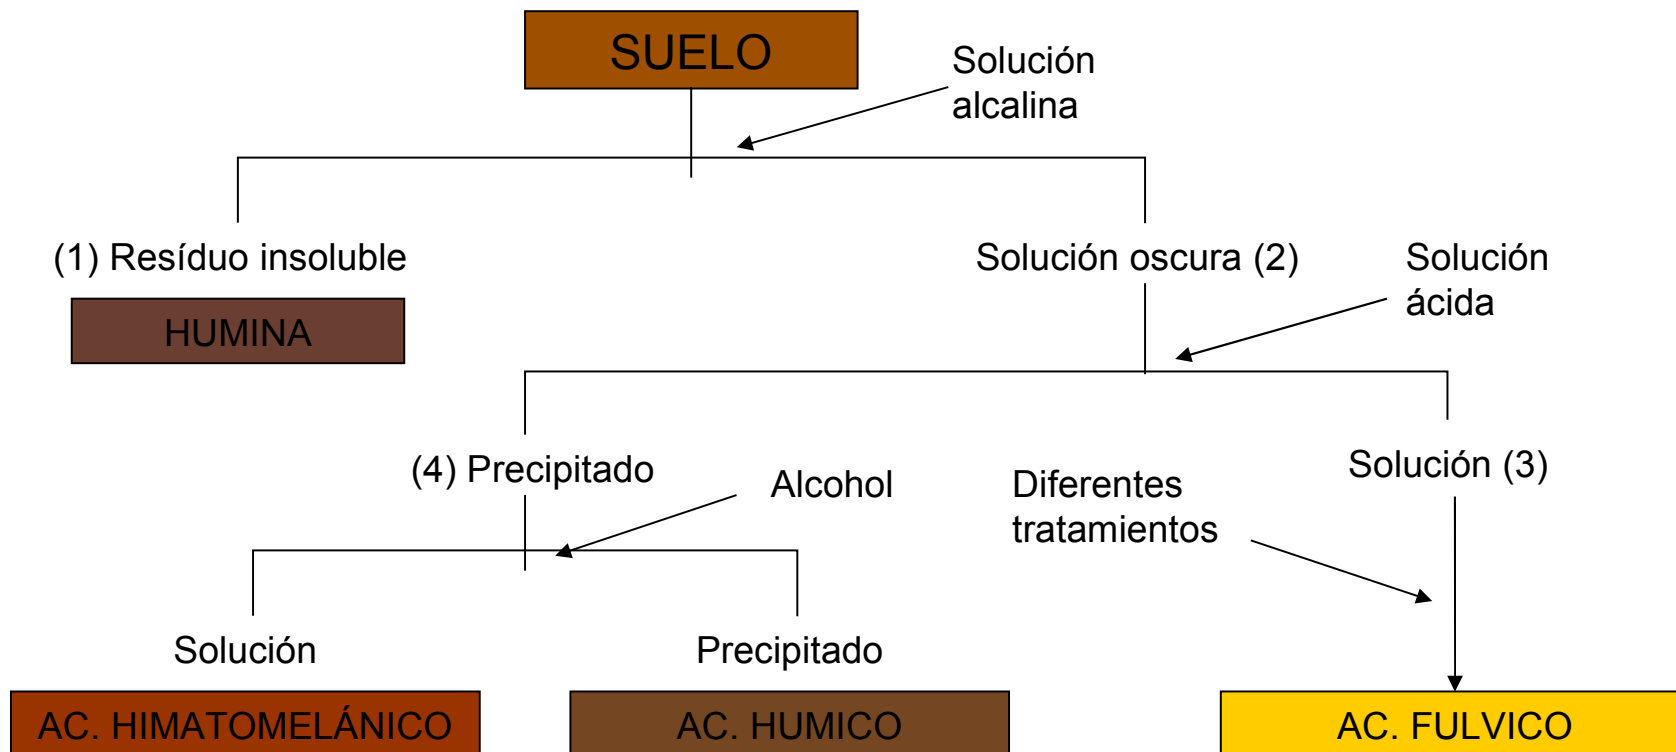 SUELO
Solución
alcalina
(1) Resíduo insoluble
Solución oscura (2)
Solución
ácida
HUMINA
(4) Precipitado
Alcohol
Diferentes
tratamientos
Solución (3)
Solución
Precipitado
AC. HIMATOMELÁNICO
AC. HUMICO
AC. FULVICO